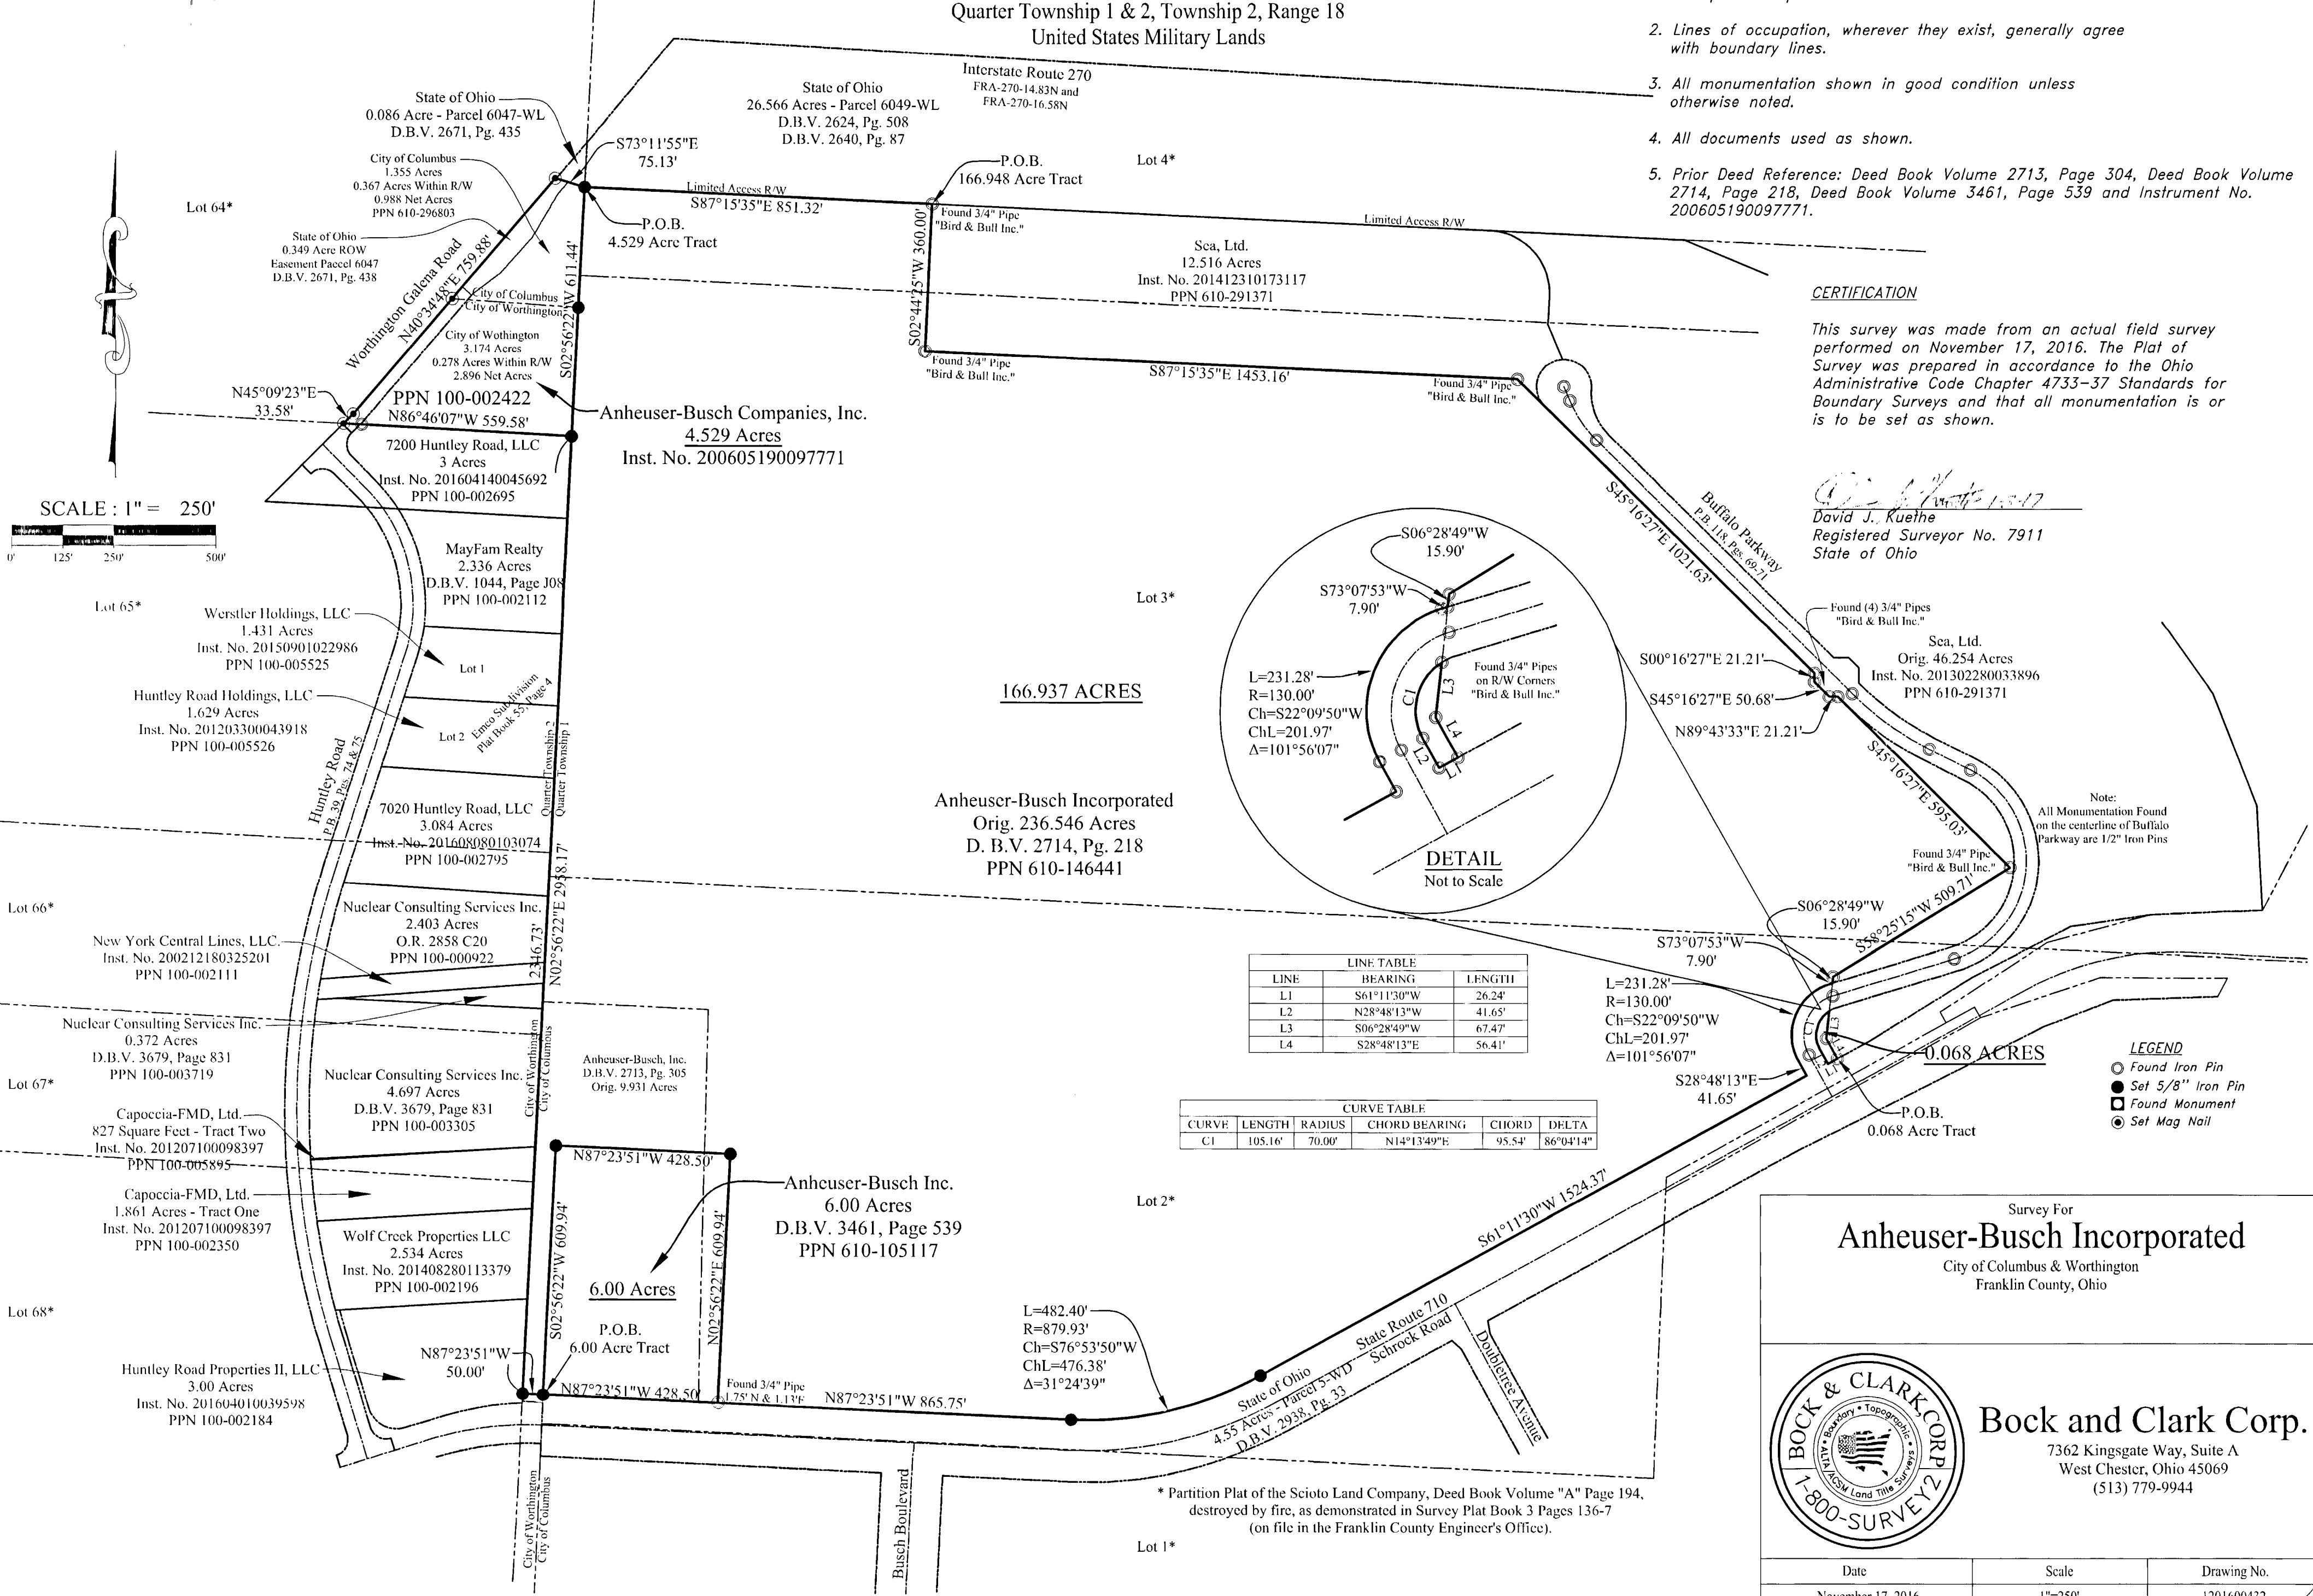 Quarter Township 1 & 2, Township 2, Range 18
United States Military Lands
2. Lines of occupation, wherever they exist, generally agree
with boundary lines.
3. All monumentation shown in good condition unless
otherwise noted.
4. All documents used as shown.
5. Prior Deed Reference: Deed Book Volume 2713, Page 304, Deed Book Volume
2714, Page 218, Deed Book Volume 3461, Page 539 and Instrument No.
200605190097771.
CERTIFICATION
This survey was made from an actual field survey
performed on November 17, 2016. The Plat of
Survey was prepared in accordance to the Ohio
Administrative Code Chapter 4733-37 Standards for
Boundary Surveys and that all monumentation is or
is to be set as shown.
David J. Kuethe
Registered Surveyor No. 7911
State of Ohio
Interstate Route 270
FRA-270-14.83N and
FRA-270-16.58N
State of Ohio
26.566 Acres - Parcel 6049-WL
D.B.V. 2624, Pg. 508
D.B.V. 2640, Pg. 87
State of Ohio
0.086 Acre - Parcel 6047-WL
D.B.V. 2671, Pg. 435
S73°11'55"E
75.13'
City of Columbus
1.355 Acres
0.367 Acres Within R/W
0.988 Net Acres
PPN 610-296803
Lot 64*
State of Ohio
0.349 Acre ROW
Easement Paccel 6047
D.B.V. 2671, Pg. 438
P.O.B.
166.948 Acre Tract
Lot 4*
Limited Access R/W
S87°15'35"E 851.32'
Found 3/4" Pipe
"Bird & Bull Inc."
Limited Access R/W
P.O.B.
4.529 Acre Tract
Sea, Ltd.
12.516 Acres
Inst. No. 201412310173117
PPN 610-291371
S02°44'25"W 360.00'
S02°56'22"W 611.44'
Worthington Galena Road
N40°34'48"E 759.88'
City of Columbus
City of Worthington
City of Wothington
3.174 Acres
0.278 Acres Within R/W
2.896 Net Acres
PPN 100-002422
N45°09'23"E
33.58'
N86°46'07"W 559.58'
Found 3/4" Pipe
"Bird & Bull Inc."
S87°15'35"E 1453.16'
Found 3/4" Pipe
"Bird & Bull Inc."
Anheuser-Busch Companies, Inc.
4.529 Acres
Inst. No. 200605190097771
7200 Huntley Road, LLC
3 Acres
Inst. No. 201604140045692
PPN 100-002695
SCALE : 1" = 250'
0' 125' 250' 500'
MayFam Realty
2.336 Acres
D.B.V. 1044, Page J08
PPN 100-002112
Lot 65*
Werstler Holdings, LLC
1.431 Acres
Inst. No. 20150901022986
PPN 100-005525
Lot 1
Huntley Road Holdings, LLC
1.629 Acres
Inst. No. 201203300043918
PPN 100-005526
Lot 2
Emco Subdivision
Plat Book 55, Page 4
Quarter Township 2
Quarter Township 1
Huntley Road
P.B. 39, Pgs. 74 & 75
7020 Huntley Road, LLC
3.084 Acres
Inst. No. 201608080103074
PPN 100-002795
Lot 3*
166.937 ACRES
Anheuser-Busch Incorporated
Orig. 236.546 Acres
D. B.V. 2714, Pg. 218
PPN 610-146441
S06°28'49"W
15.90'
S73°07'53"W
7.90'
L=231.28'
R=130.00'
Ch=S22°09'50"W
ChL=201.97'
Δ=101°56'07"
Found 3/4" Pipes
on R/W Corners
"Bird & Bull Inc."
C1
L3
L4
L2
L1
DETAIL
Not to Scale
S45°16'27"E 1021.63'
Buffalo Parkway
P.B. 118, Pgs. 69-71
Found (4) 3/4" Pipes
"Bird & Bull Inc."
Sea, Ltd.
Orig. 46.254 Acres
Inst. No. 201302280033896
PPN 610-291371
S00°16'27"E 21.21'
S45°16'27"E 50.68'
N89°43'33"E 21.21'
S45°16'27"E 595.03'
Note:
All Monumentation Found
on the centerline of Buffalo
Parkway are 1/2" Iron Pins
Found 3/4" Pipe
"Bird & Bull Inc."
S58°25'15"W 509.71'
S06°28'49"W
15.90'
S73°07'53"W
7.90'
L=231.28'
R=130.00'
Ch=S22°09'50"W
ChL=201.97'
Δ=101°56'07"
C1
L3
L4
L1
0.068 ACRES
S28°48'13"E
41.65'
P.O.B.
0.068 Acre Tract
LEGEND
Found Iron Pin
Set 5/8" Iron Pin
Found Monument
Set Mag Nail
LINE TABLE
LINE BEARING LENGTH
L1 S61°11'30"W 26.24'
L2 N28°48'13"W 41.65'
L3 S06°28'49"W 67.47'
L4 S28°48'13"E 56.41'
CURVE TABLE
CURVE LENGTH RADIUS CHORD BEARING CHORD DELTA
C1 105.16' 70.00' N14°13'49"E 95.54' 86°04'14"
Lot 66*
Nuclear Consulting Services Inc.
2.403 Acres
O.R. 2858 C20
PPN 100-000922
2346.73'
N02°56'22"E 2958.17'
New York Central Lines, LLC.
Inst. No. 200212180325201
PPN 100-002111
Nuclear Consulting Services Inc.
0.372 Acres
D.B.V. 3679, Page 831
PPN 100-003719
Lot 67*
Nuclear Consulting Services Inc.
4.697 Acres
D.B.V. 3679, Page 831
PPN 100-003305
City of Worthington
City of Columbus
Anheuser-Busch, Inc.
D.B.V. 2713, Pg. 305
Orig. 9.931 Acres
Capoccia-FMD, Ltd.
827 Square Feet - Tract Two
Inst. No. 201207100098397
PPN 100-005895
Capoccia-FMD, Ltd.
1.861 Acres - Tract One
Inst. No. 201207100098397
PPN 100-002350
N87°23'51"W 428.50'
Anheuser-Busch Inc.
6.00 Acres
D.B.V. 3461, Page 539
PPN 610-105117
Lot 2*
Wolf Creek Properties LLC
2.534 Acres
Inst. No. 201408280113379
PPN 100-002196
S02°56'22"W 609.94'
N02°56'22"E 609.94'
6.00 Acres
P.O.B.
6.00 Acre Tract
Lot 68*
N87°23'51"W
50.00'
Huntley Road Properties II, LLC
3.00 Acres
Inst. No. 201604010039598
PPN 100-002184
N87°23'51"W 428.50'
Found 3/4" Pipe
1.75' N & 1.13'E
N87°23'51"W 865.75'
L=482.40'
R=879.93'
Ch=S76°53'50"W
ChL=476.38'
Δ=31°24'39"
S61°11'30"W 1524.37'
State of Ohio
4.55 Acres - Parcel 5-WD
D.B.V. 2938, Pg. 33
State Route 710
Schrock Road
Doubletree Avenue
Busch Boulevard
City of Worthington
City of Columbus
* Partition Plat of the Scioto Land Company, Deed Book Volume "A" Page 194,
destroyed by fire, as demonstrated in Survey Plat Book 3 Pages 136-7
(on file in the Franklin County Engineer's Office).
Lot 1*
Survey For
Anheuser-Busch Incorporated
City of Columbus & Worthington
Franklin County, Ohio
BOCK & CLARK CORP
1-800-SURVEY2
Boundary • Topographic • ALTA/ACSM Land Title Surveys
Bock and Clark Corp.
7362 Kingsgate Way, Suite A
West Chester, Ohio 45069
(513) 779-9944
Date Scale Drawing No.
November 17, 2016 1"=250' 1201600422